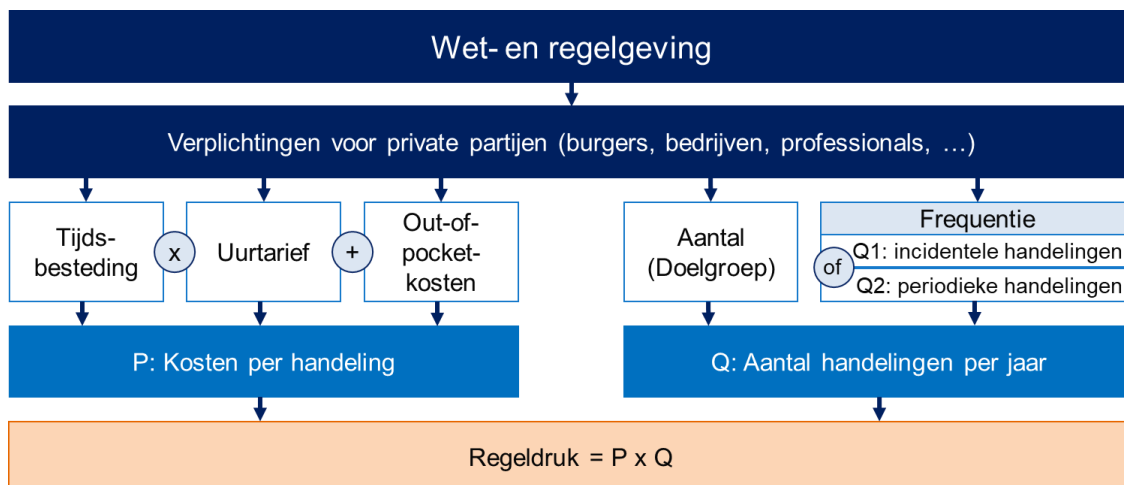 Wet- en regelgeving
Verplichtingen voor private partijen (burgers, bedrijven, professionals, …)
Tijds-
besteding
x
Uurtarief
+
Out-of-
pocket-
kosten
Aantal
(Doelgroep)
Frequentie
of
Q1: incidentele handelingen
Q2: periodieke handelingen
P: Kosten per handeling
Q: Aantal handelingen per jaar
Regeldruk = P x Q